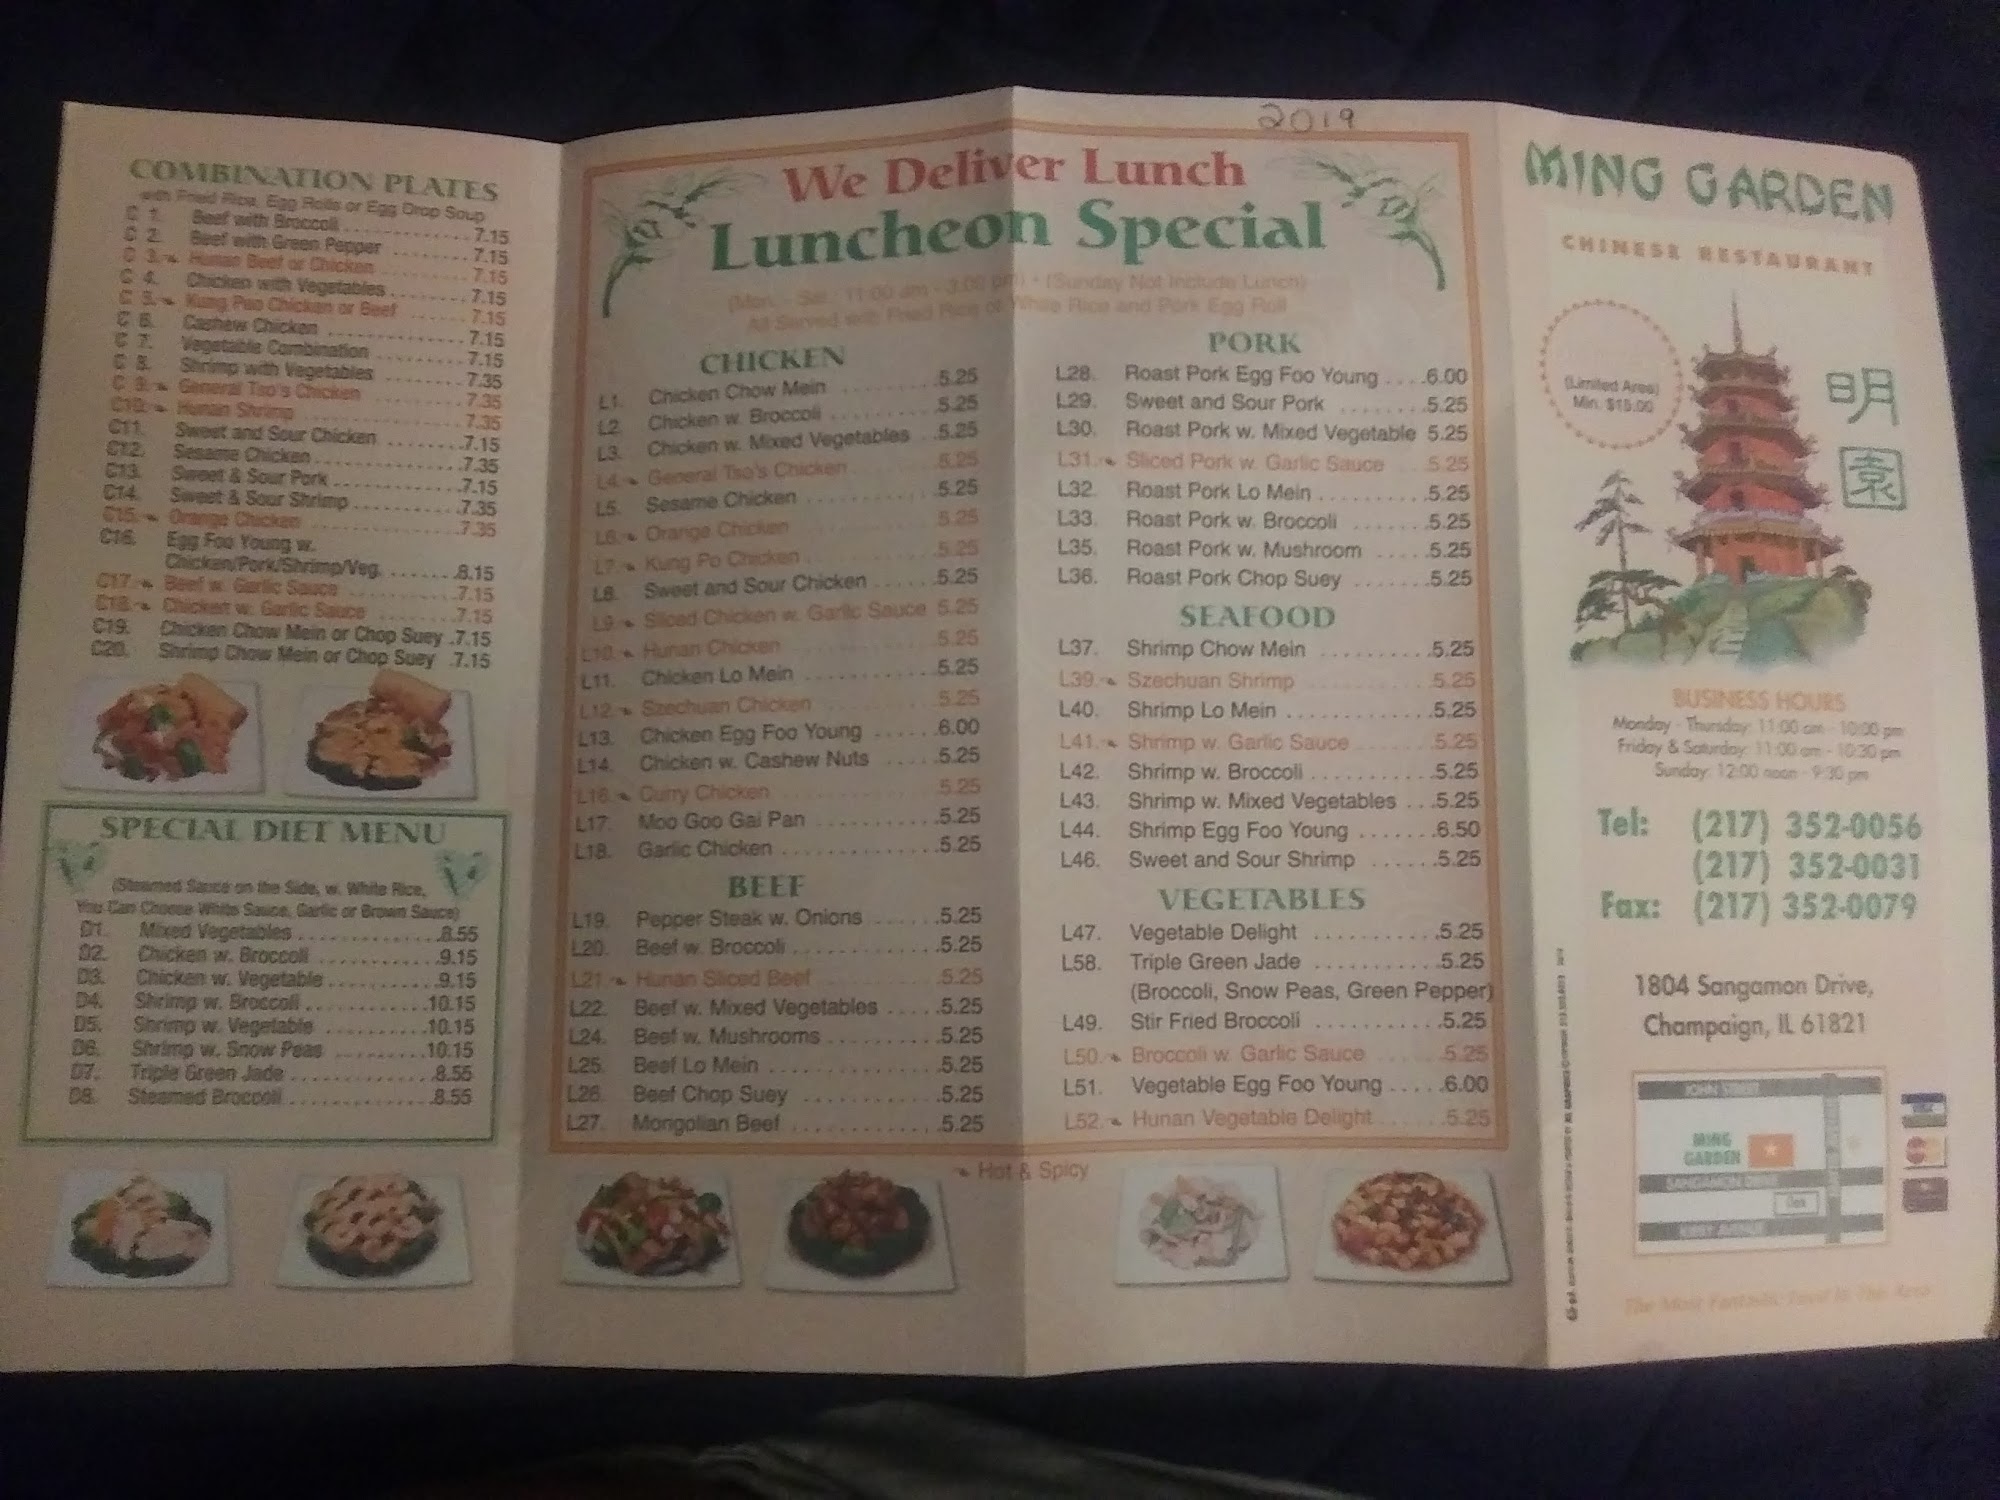 2019
COMBINATION PLATES
with Fried Rice, Egg Rolls or Egg Drop Soup
C 1. Beef with Broccoli 7.15
C 2. Beef with Green Pepper 7.15
C 3. Hunan Beef or Chicken 7.15
C 4. Chicken with Vegetables 7.15
C 5. Kung Pao Chicken or Beef 7.15
C 6. Cashew Chicken 7.15
C 7. Vegetable Combination 7.15
C 8. Shrimp with Vegetables 7.35
C 9. General Tso's Chicken 7.35
C10. Hunan Shrimp 7.35
C11. Sweet and Sour Chicken 7.15
C12. Sesame Chicken 7.35
C13. Sweet & Sour Pork 7.15
C14. Sweet & Sour Shrimp 7.35
C15. Orange Chicken 7.35
C16. Egg Foo Young w.
Chicken/Pork/Shrimp/Veg. 8.15
C17. Beef w. Garlic Sauce 7.15
C18. Chicken w. Garlic Sauce 7.15
C19. Chicken Chow Mein or Chop Suey 7.15
C20. Shrimp Chow Mein or Chop Suey 7.15
SPECIAL DIET MENU
(Steamed Sauce on the Side, w. White Rice,
You Can Choose White Sauce, Garlic or Brown Sauce)
D1. Mixed Vegetables 8.55
D2. Chicken w. Broccoli 9.15
D3. Chicken w. Vegetable 9.15
D4. Shrimp w. Broccoli 10.15
D5. Shrimp w. Vegetable 10.15
D6. Shrimp w. Snow Peas 10.15
D7. Triple Green Jade 8.55
D8. Steamed Broccoli 8.55
We Deliver Lunch
Luncheon Special
(Mon. - Sat. 11:00 am - 3:00 pm) • (Sunday Not Include Lunch)
All Served with Fried Rice or White Rice and Pork Egg Roll
CHICKEN
L1. Chicken Chow Mein 5.25
L2. Chicken w. Broccoli 5.25
L3. Chicken w. Mixed Vegetables 5.25
L4. General Tso's Chicken 5.25
L5. Sesame Chicken 5.25
L6. Orange Chicken 5.25
L7. Kung Po Chicken 5.25
L8. Sweet and Sour Chicken 5.25
L9. Sliced Chicken w. Garlic Sauce 5.25
L10. Hunan Chicken 5.25
L11. Chicken Lo Mein 5.25
L12. Szechuan Chicken 5.25
L13. Chicken Egg Foo Young 6.00
L14. Chicken w. Cashew Nuts 5.25
L16. Curry Chicken 5.25
L17. Moo Goo Gai Pan 5.25
L18. Garlic Chicken 5.25
BEEF
L19. Pepper Steak w. Onions 5.25
L20. Beef w. Broccoli 5.25
L21. Hunan Sliced Beef 5.25
L22. Beef w. Mixed Vegetables 5.25
L24. Beef w. Mushrooms 5.25
L25. Beef Lo Mein 5.25
L26. Beef Chop Suey 5.25
L27. Mongolian Beef 5.25
PORK
L28. Roast Pork Egg Foo Young 6.00
L29. Sweet and Sour Pork 5.25
L30. Roast Pork w. Mixed Vegetable 5.25
L31. Sliced Pork w. Garlic Sauce 5.25
L32. Roast Pork Lo Mein 5.25
L33. Roast Pork w. Broccoli 5.25
L35. Roast Pork w. Mushroom 5.25
L36. Roast Pork Chop Suey 5.25
SEAFOOD
L37. Shrimp Chow Mein 5.25
L39. Szechuan Shrimp 5.25
L40. Shrimp Lo Mein 5.25
L41. Shrimp w. Garlic Sauce 5.25
L42. Shrimp w. Broccoli 5.25
L43. Shrimp w. Mixed Vegetables 5.25
L44. Shrimp Egg Foo Young 6.50
L46. Sweet and Sour Shrimp 5.25
VEGETABLES
L47. Vegetable Delight 5.25
L58. Triple Green Jade 5.25
(Broccoli, Snow Peas, Green Pepper)
L49. Stir Fried Broccoli 5.25
L50. Broccoli w. Garlic Sauce 5.25
L51. Vegetable Egg Foo Young 6.00
L52. Hunan Vegetable Delight 5.25
Hot & Spicy
MING GARDEN
CHINESE RESTAURANT
(Limited Area)
Min. $15.00
明
園
BUSINESS HOURS
Monday - Thursday: 11:00 am - 10:00 pm
Friday & Saturday: 11:00 am - 10:30 pm
Sunday: 12:00 noon - 9:30 pm
Tel: (217) 352-0056
(217) 352-0031
Fax: (217) 352-0079
1804 Sangamon Drive,
Champaign, IL 61821
JOHN STREET
MING
GARDEN
SANGAMON DRIVE
KIRBY AVENUE
VISA
The Most Fantastic Food In The Area